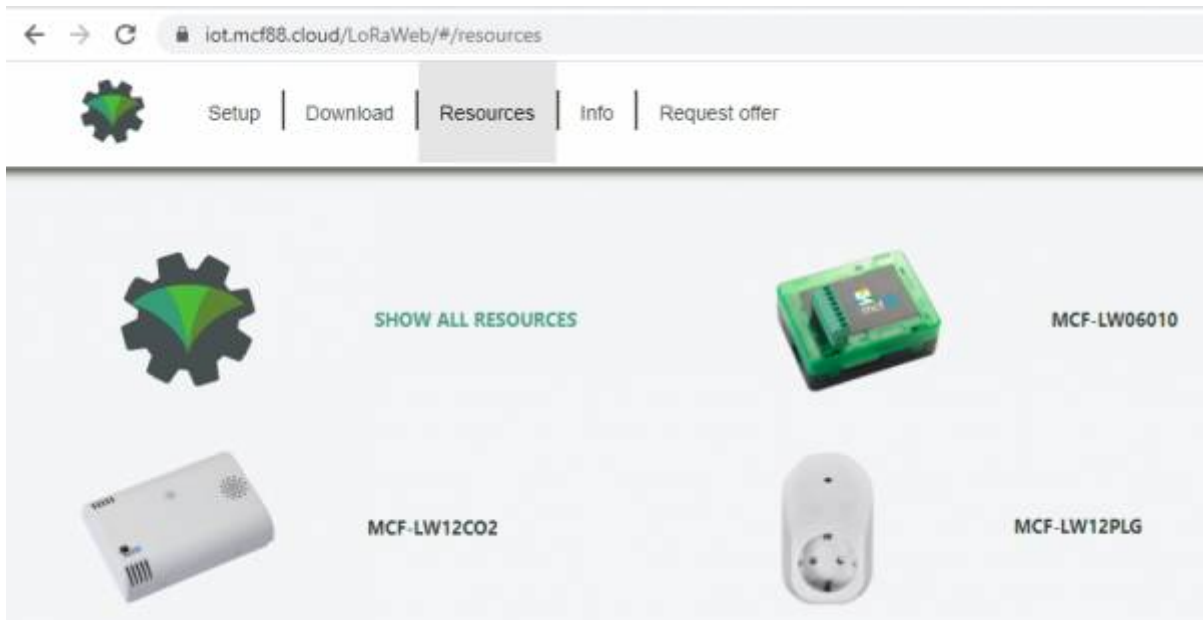 iot.mcf88.cloud/LoRaWeb/#/resources
Setup Download Resources Info Request offer
SHOW ALL RESOURCES
MCF-LW06010
MCF-LW12CO2
MCF-LW12PLG